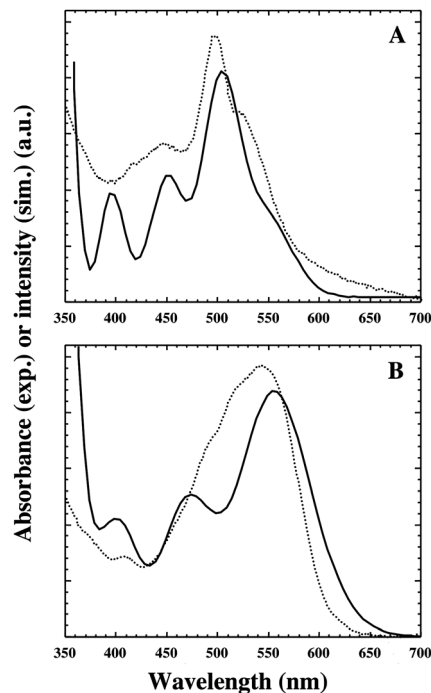 A
350 400 450 500 550 600 650 700
B
350 400 450 500 550 600 650 700
Absorbance (exp.) or intensity (sim.) (a.u.)
Wavelength (nm)